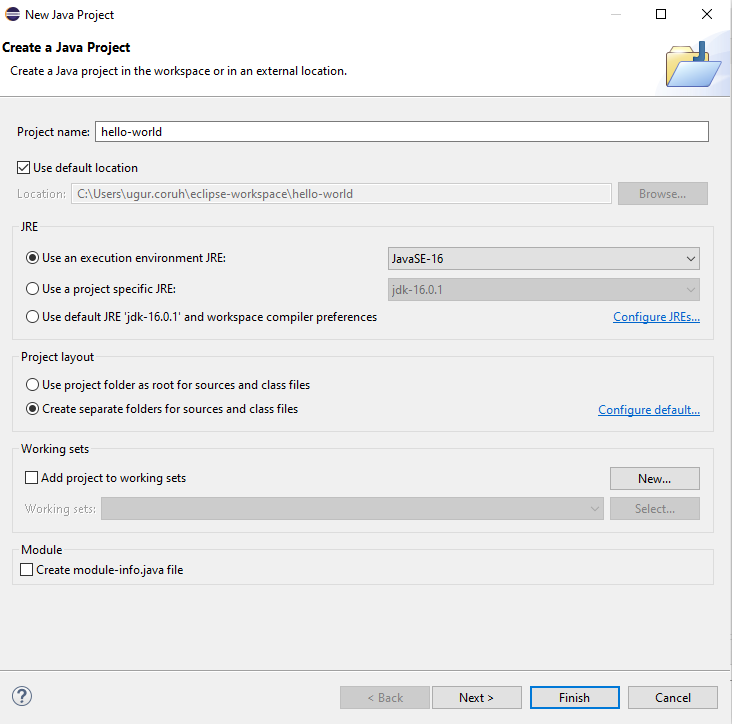 New Java Project
Create a Java Project
Create a Java project in the workspace or in an external location.
Project name: hello-world
Use default location
Location: C:\Users\ugur.coruh\eclipse-workspace\hello-world Browse...
JRE
Use an execution environment JRE: JavaSE-16
Use a project specific JRE: jdk-16.0.1
Use default JRE 'jdk-16.0.1' and workspace compiler preferences Configure JREs...
Project layout
Use project folder as root for sources and class files
Create separate folders for sources and class files Configure default...
Working sets
Add project to working sets New...
Working sets: Select...
Module
Create module-info.java file
? < Back Next > Finish Cancel